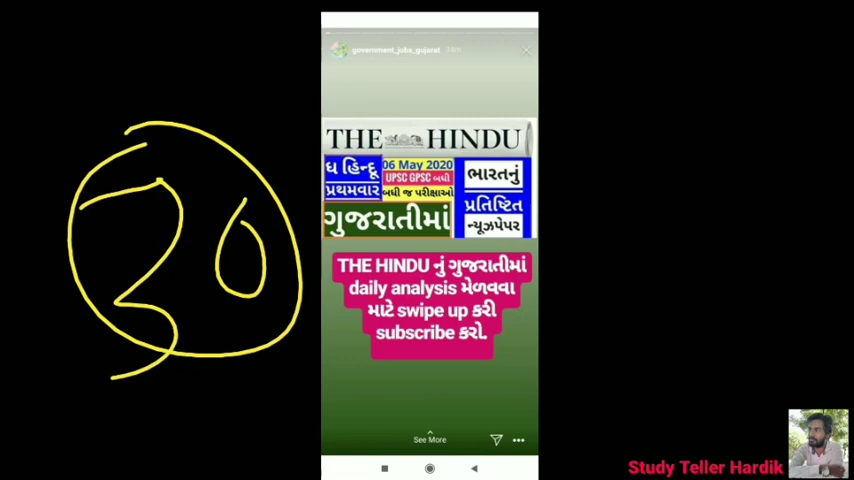 government_jobs_gujarat 34m
THE HINDU
ધ હિન્દૂ
પ્રથમવાર
ગુજરાતીમાં
06 May 2020
UPSC GPSC બધી
બધી જ પરીક્ષાઓ
ભારતનું
પ્રતિષ્ટિત
ન્યૂઝપેપર
THE HINDU નું ગુજરાતીમાં
daily analysis મેળવવા
માટે swipe up કરી
subscribe કરો.
See More
30
Study Teller Hardik